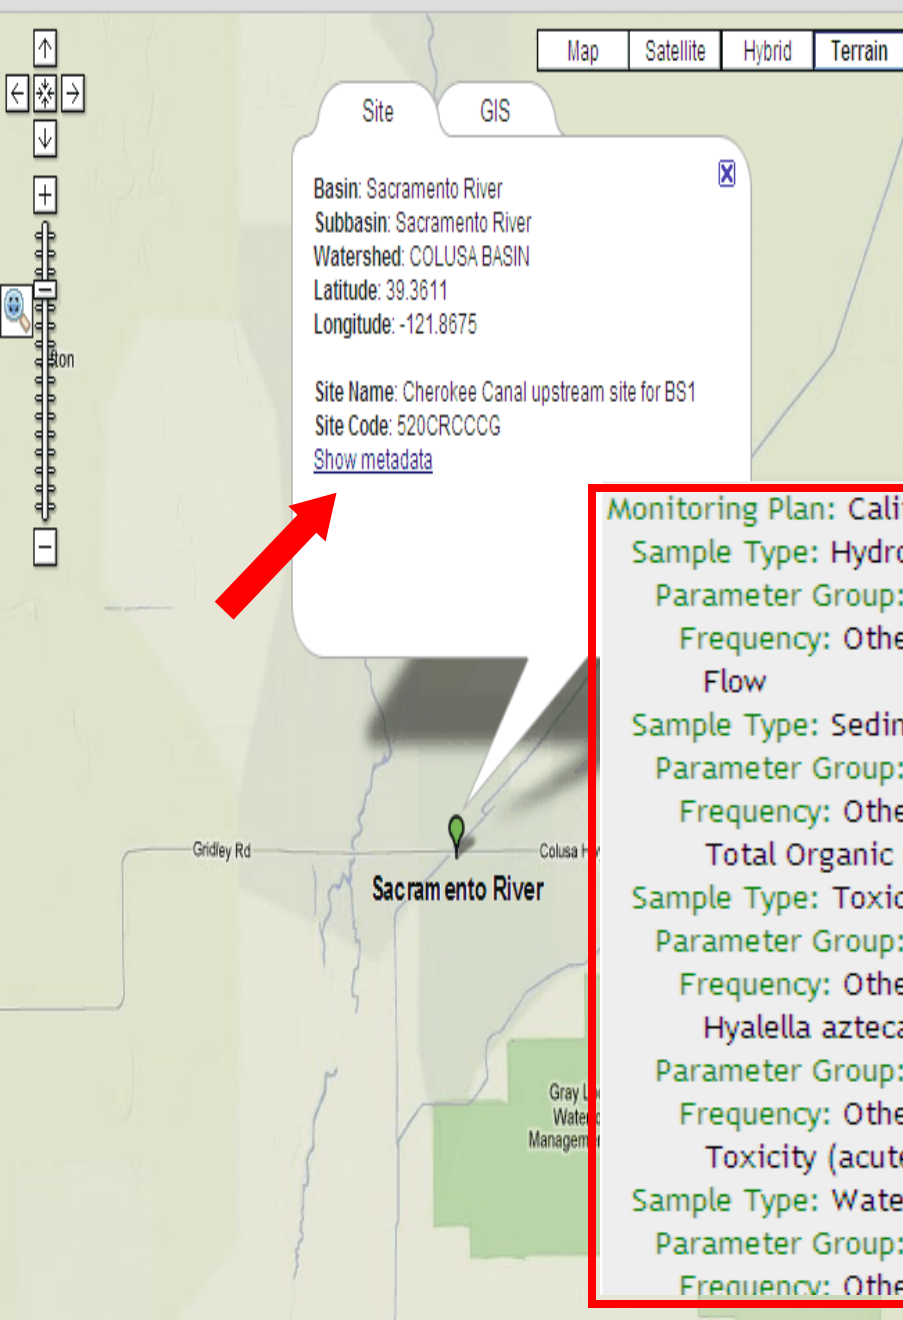 Map Satellite Hybrid Terrain
Site GIS
Basin: Sacramento River
Subbasin: Sacramento River
Watershed: COLUSA BASIN
Latitude: 39.3611
Longitude: -121.8675
Site Name: Cherokee Canal upstream site for BS1
Site Code: 520CRCCCG
Show metadata
Monitoring Plan:
Sample Type:
Parameter Group:
Frequency:
Flow
Sample Type:
Parameter Group:
Frequency:
Total Organic
Sample Type:
Parameter Group:
Frequency:
Hyalella azteca
Parameter Group:
Frequency:
Toxicity
Sample Type:
Parameter Group:
Frequency:
Gridley Rd
Colusa
Sacramento River
Gray